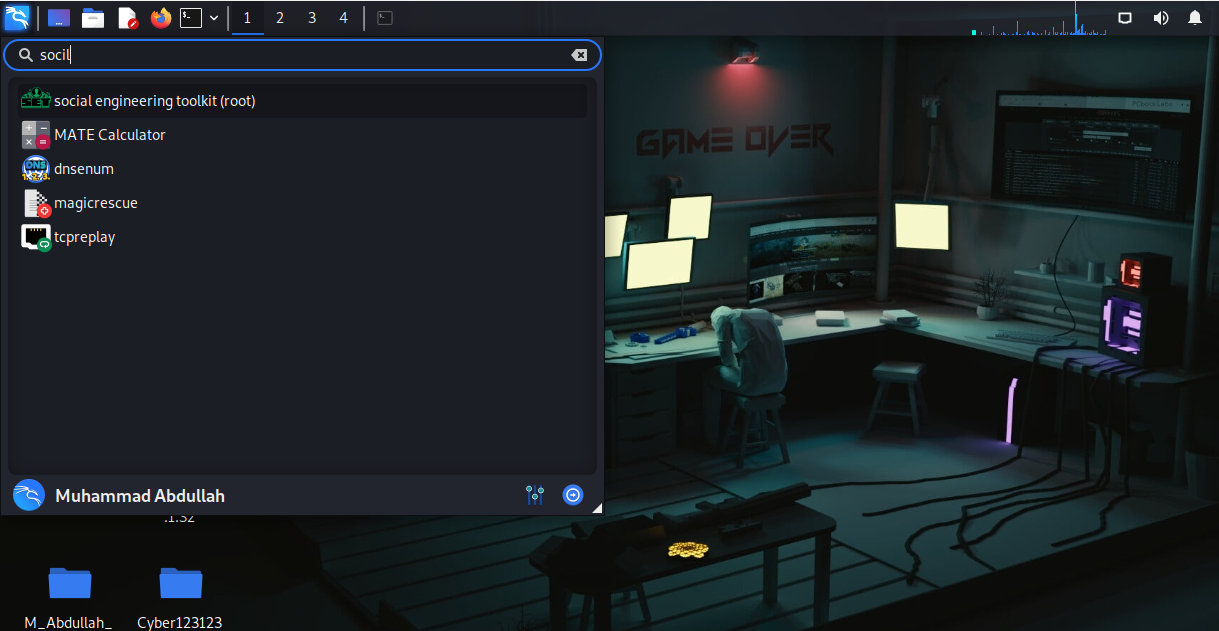 1 2 3 4
socil
social engineering toolkit (root)
MATE Calculator
dnsenum
magicrescue
tcpreplay
Muhammad Abdullah
.1.32
M_Abdullah_
Cyber123123
GAME OVER